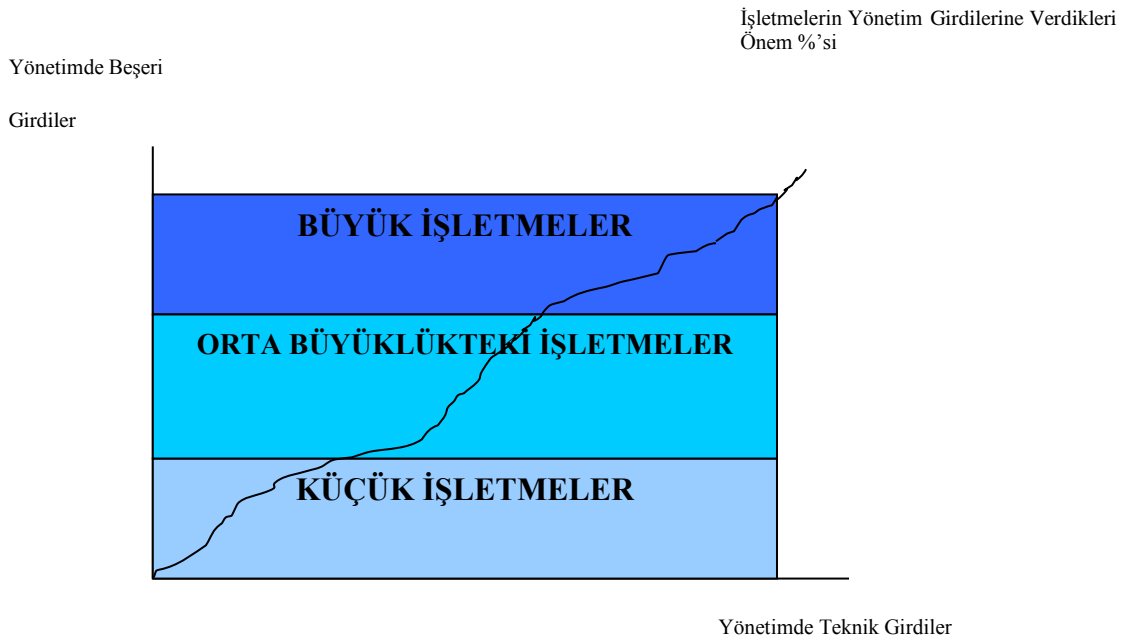 İşletmelerin Yönetim Girdilerine Verdikleri
Önem %'si
Yönetimde Beşeri
Girdiler
BÜYÜK İŞLETMELER
ORTA BÜYÜKLÜKTEKİ İŞLETMELER
KÜÇÜK İŞLETMELER
Yönetimde Teknik Girdiler